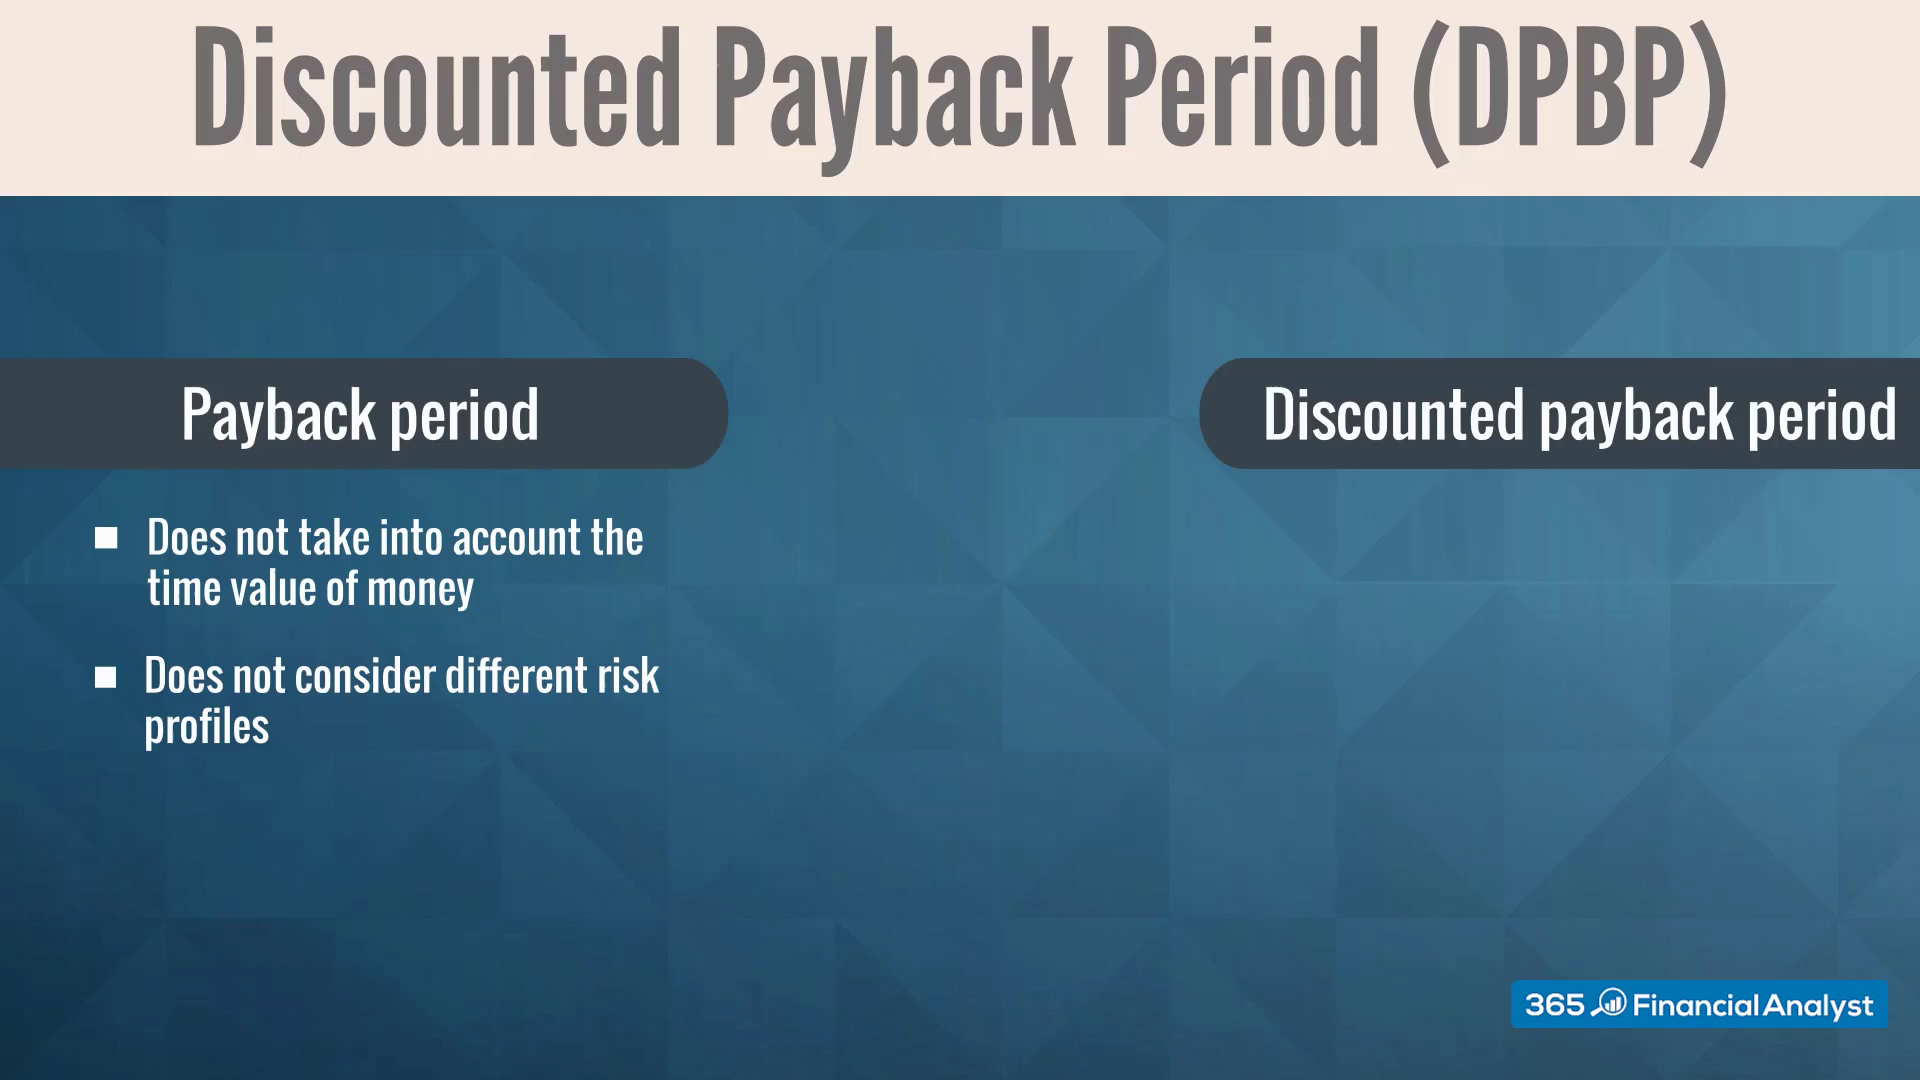 Discounted Payback Period (DPBP)
Payback period
Does not take into account the
time value of money
Does not consider different risk
profiles
Discounted payback period
365 Financial Analyst